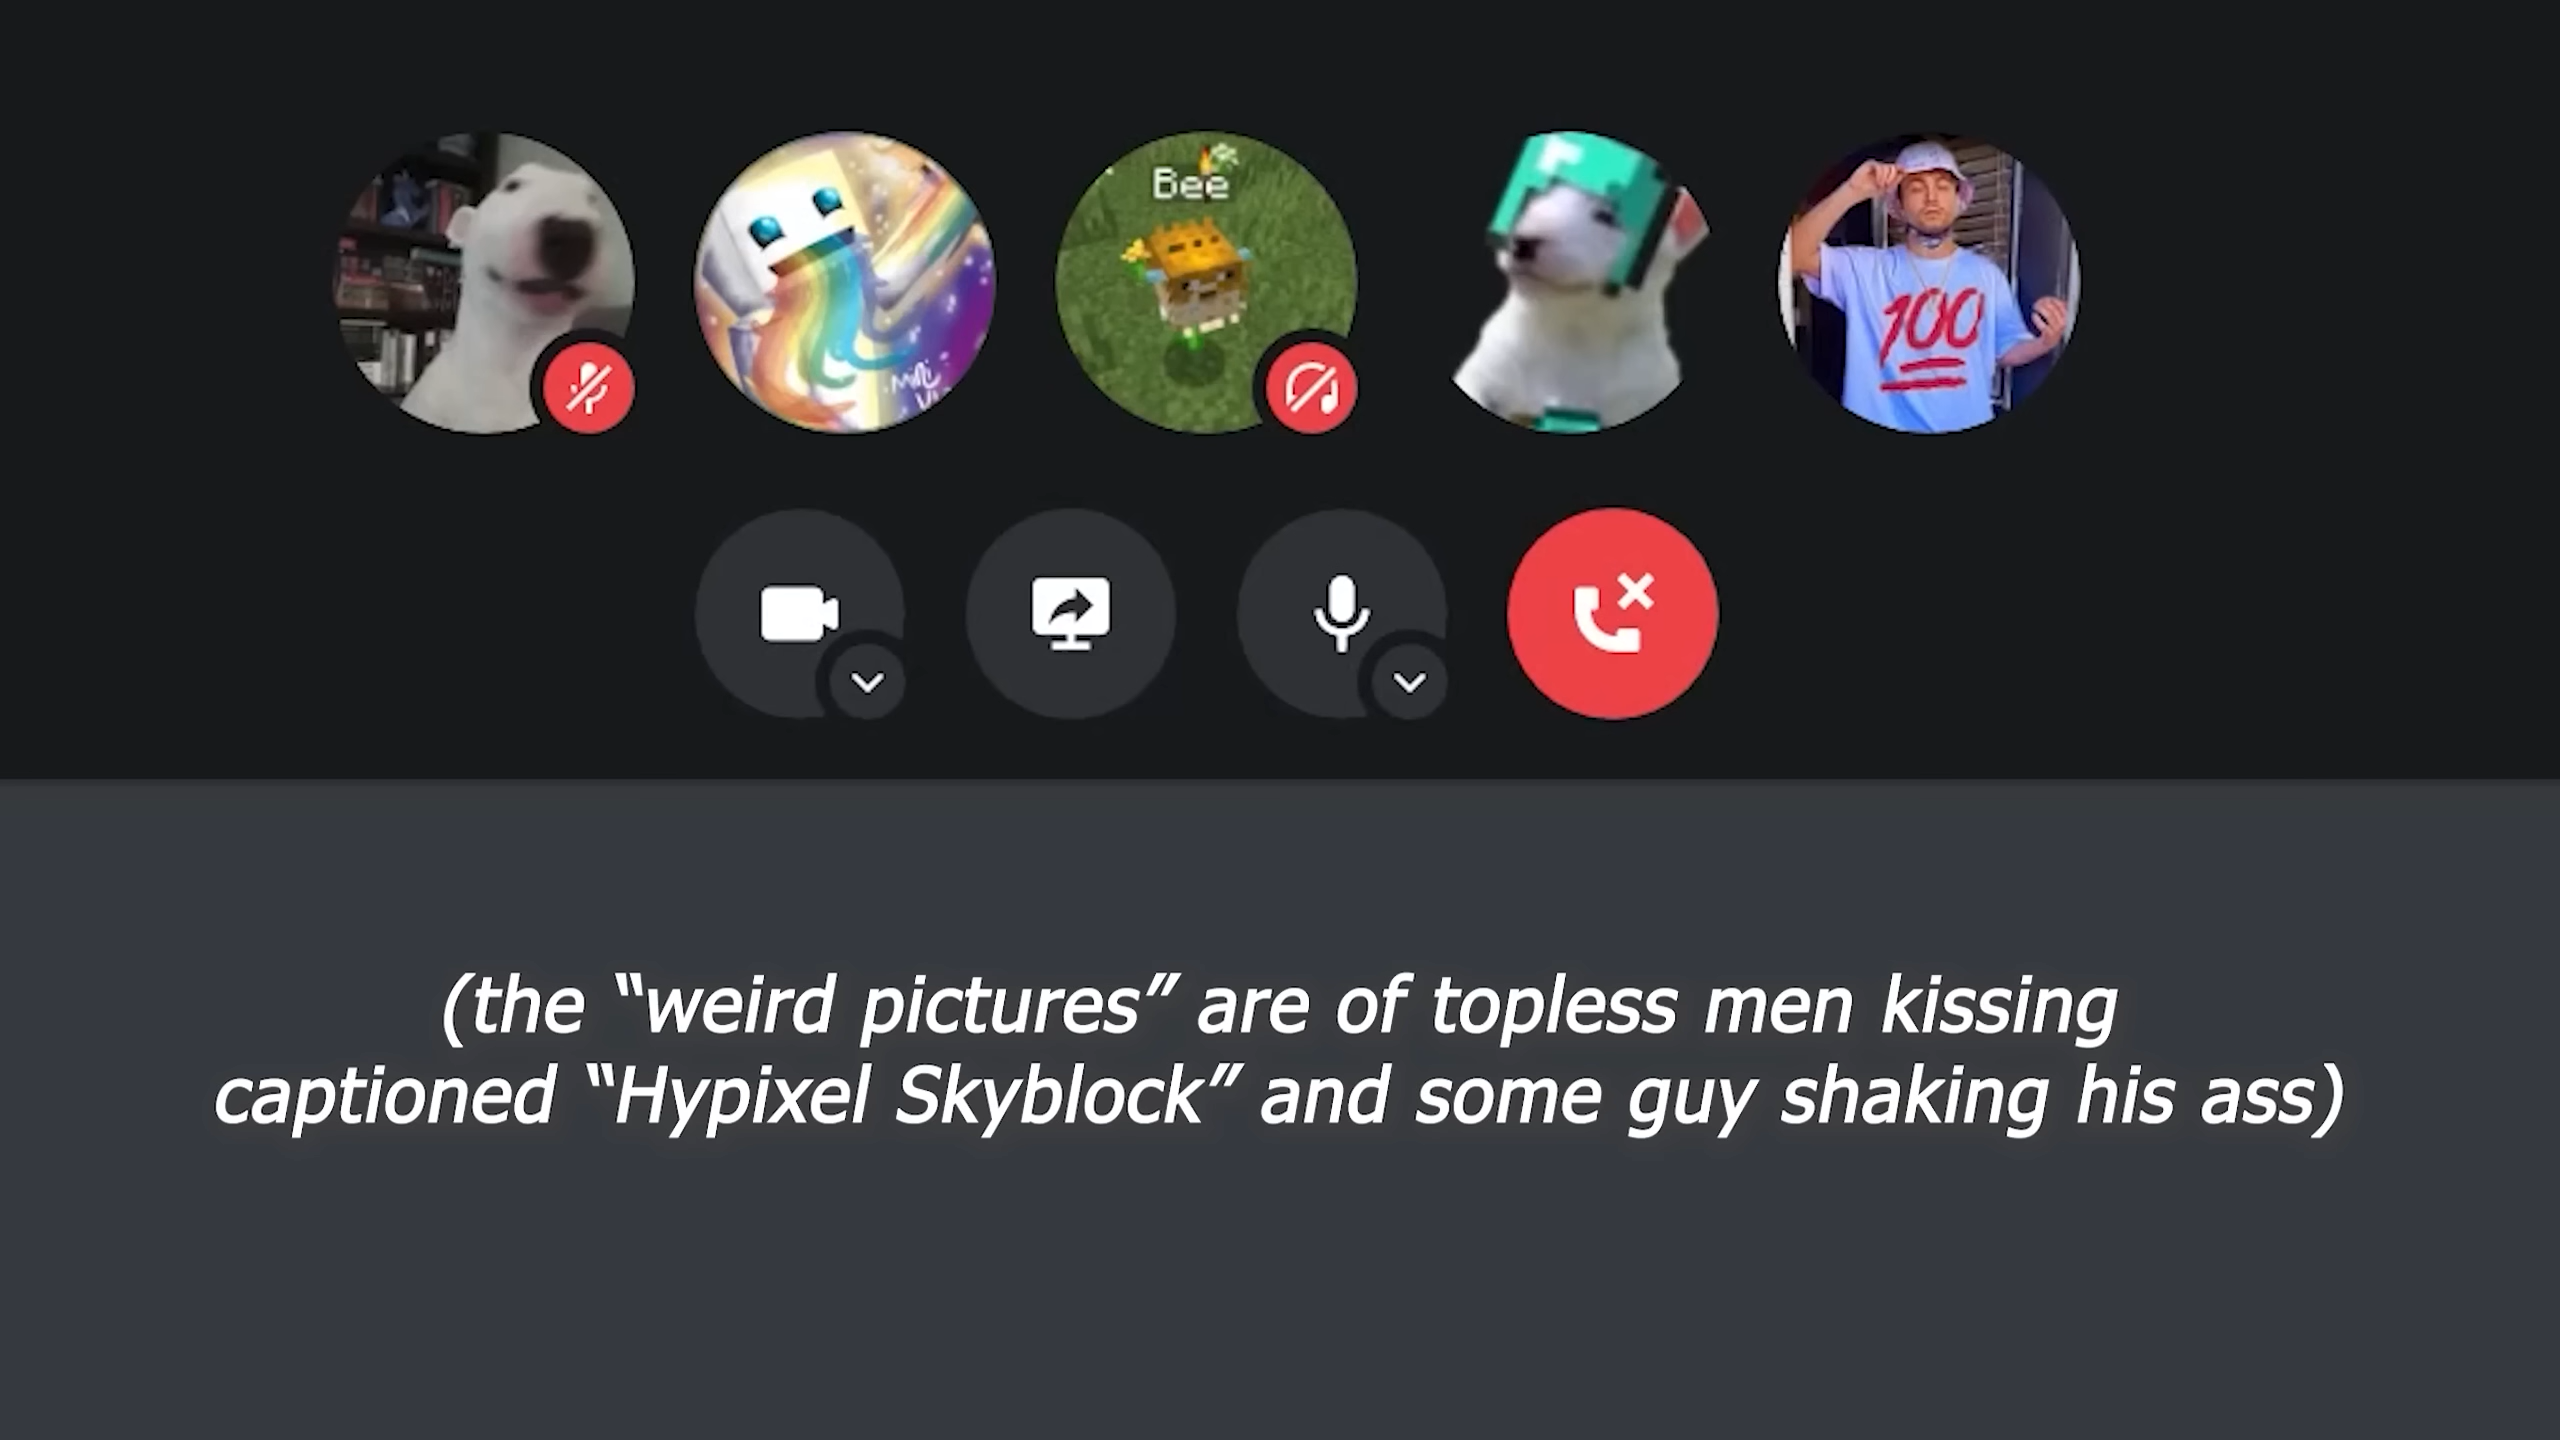 Bee
Mini
100
(the “weird pictures” are of topless men kissing
captioned “Hypixel Skyblock” and some guy shaking his ass)